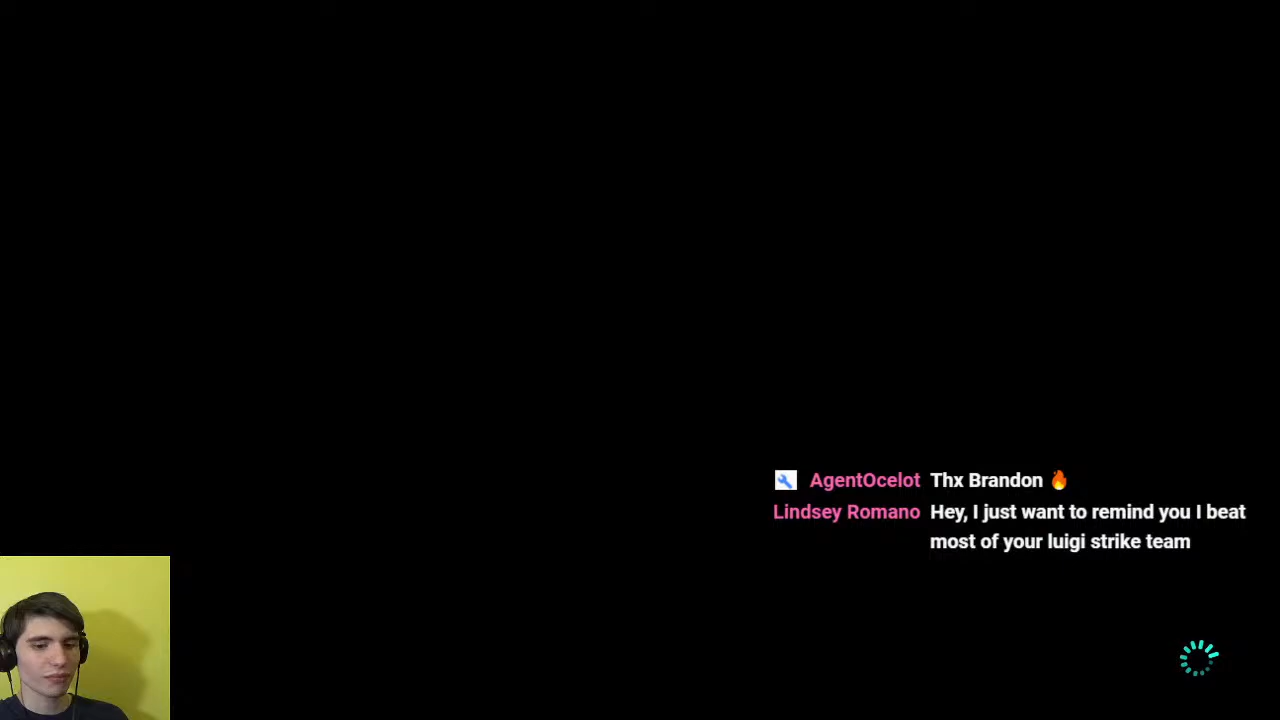 AgentOcelot Thx Brandon 🔥
Lindsey Romano Hey, I just want to remind you I beat
most of your luigi strike team